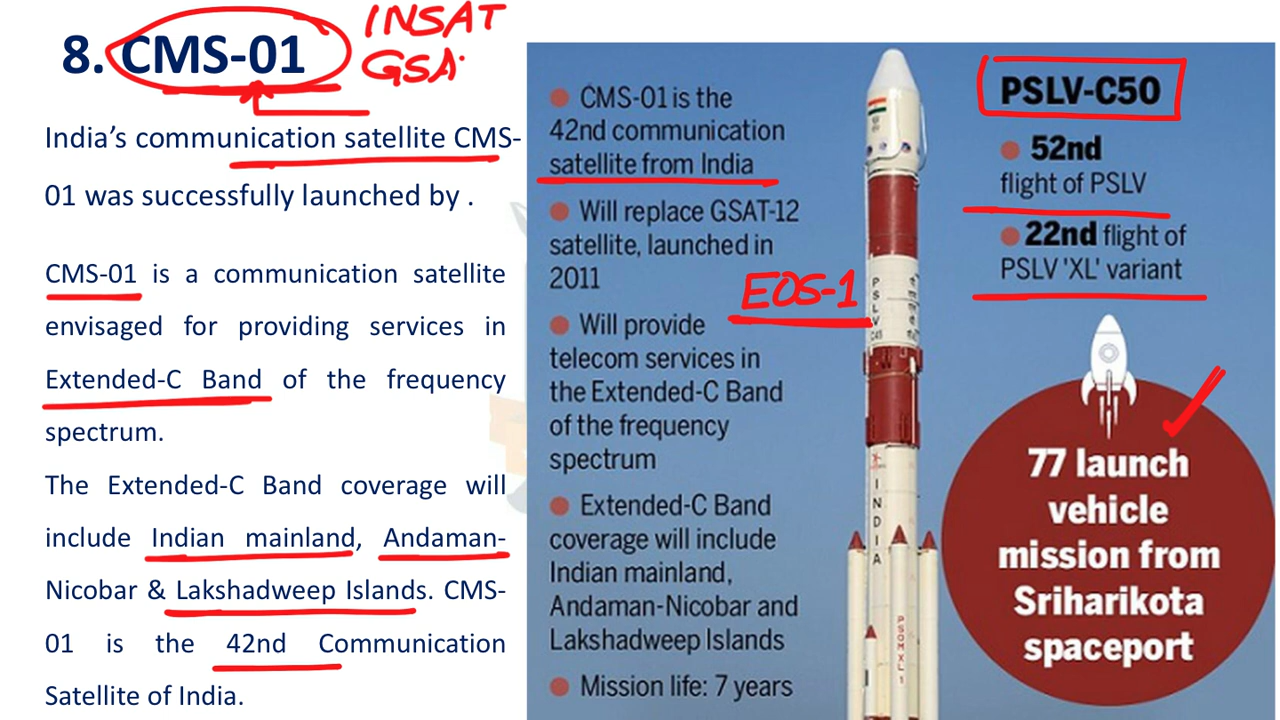 8. CMS-01
INSAT
GSA
India's communication satellite CMS-
01 was successfully launched by .
CMS-01 is a communication satellite
envisaged for providing services in
Extended-C Band of the frequency
spectrum.
The Extended-C Band coverage will
include Indian mainland, Andaman-
Nicobar & Lakshadweep Islands. CMS-
01 is the 42nd Communication
Satellite of India.
CMS-01 is the
42nd communication
satellite from India
Will replace GSAT-12
satellite, launched in
2011
Will provide
telecom services in
the Extended-C Band
of the frequency
spectrum
Extended-C Band
coverage will include
Indian mainland,
Andaman-Nicobar and
Lakshadweep Islands
Mission life: 7 years
EOS-1
PSLV
INDIA
PSOM XL 1
PSLV-C50
52nd
flight of PSLV
22nd flight of
PSLV 'XL' variant
77 launch
vehicle
mission from
Sriharikota
spaceport